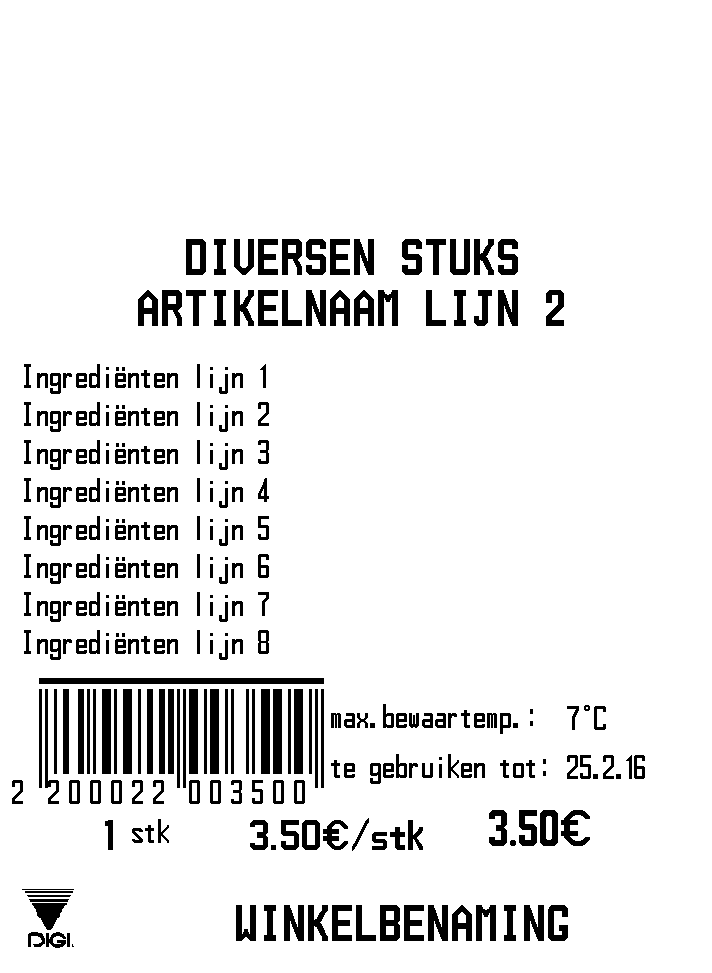 DIVERSEN STUKS
ARTIKELNAAM LIJN 2
Ingrediënten lijn 1
Ingrediënten lijn 2
Ingrediënten lijn 3
Ingrediënten lijn 4
Ingrediënten lijn 5
Ingrediënten lijn 6
Ingrediënten lijn 7
Ingrediënten lijn 8
max.bewaartemp.: 7°C
te gebruiken tot: 25.2.16
2 200022 003500
1 stk 3.50€/stk 3.50€
DIGI.
WINKELBENAMING